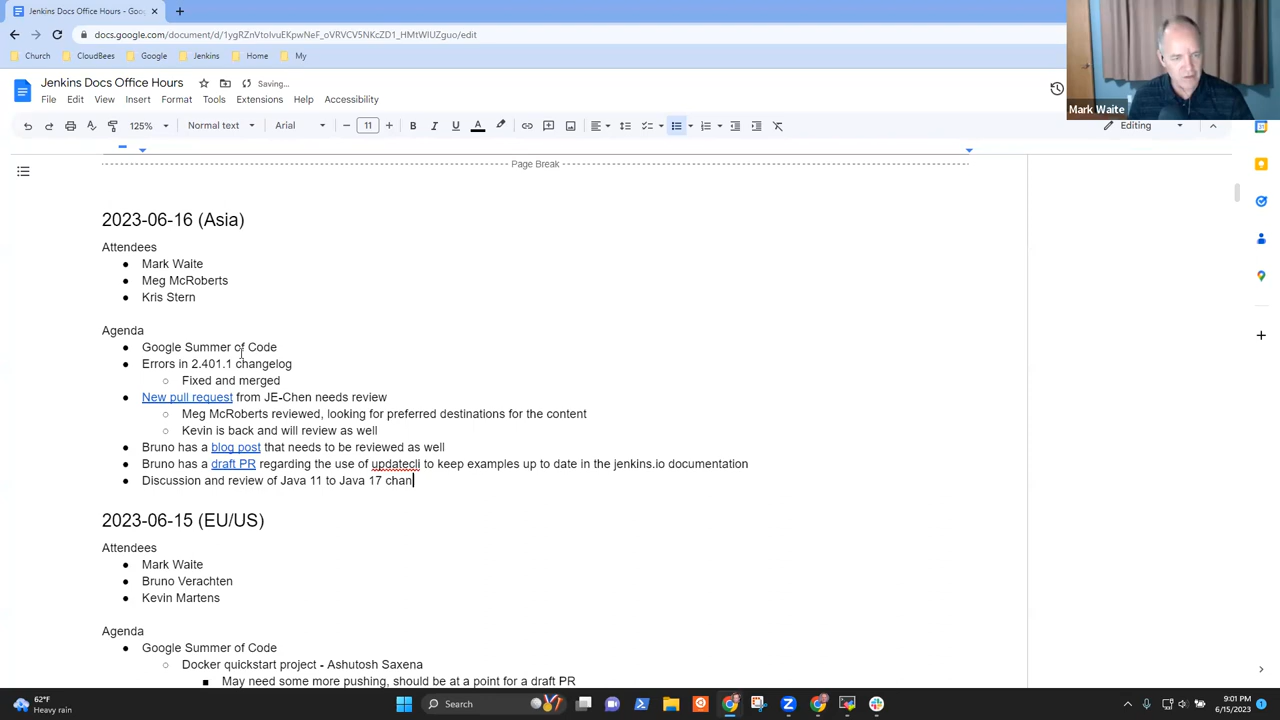 Jenkins Docs Office Hours - Goo
docs.google.com/document/d/1ygRZnVtoIvuEKpwNeF_oVRVCV5NKcZD1_HMtWIUZguo/edit
Church CloudBees Google Jenkins Home My
Jenkins Docs Office Hours Saving...
File Edit View Insert Format Tools Extensions Help Accessibility
Mark Waite
125% Normal text Arial 11 Editing
Page Break
2023-06-16 (Asia)
Attendees
Mark Waite
Meg McRoberts
Kris Stern
Agenda
Google Summer of Code
Errors in 2.401.1 changelog
Fixed and merged
New pull request from JE-Chen needs review
Meg McRoberts reviewed, looking for preferred destinations for the content
Kevin is back and will review as well
Bruno has a blog post that needs to be reviewed as well
Bruno has a draft PR regarding the use of updatecli to keep examples up to date in the jenkins.io documentation
Discussion and review of Java 11 to Java 17 chan
2023-06-15 (EU/US)
Attendees
Mark Waite
Bruno Verachten
Kevin Martens
Agenda
Google Summer of Code
Docker quickstart project - Ashutosh Saxena
May need some more pushing, should be at a point for a draft PR
62°F
Heavy rain
Search
9:01 PM
6/15/2023